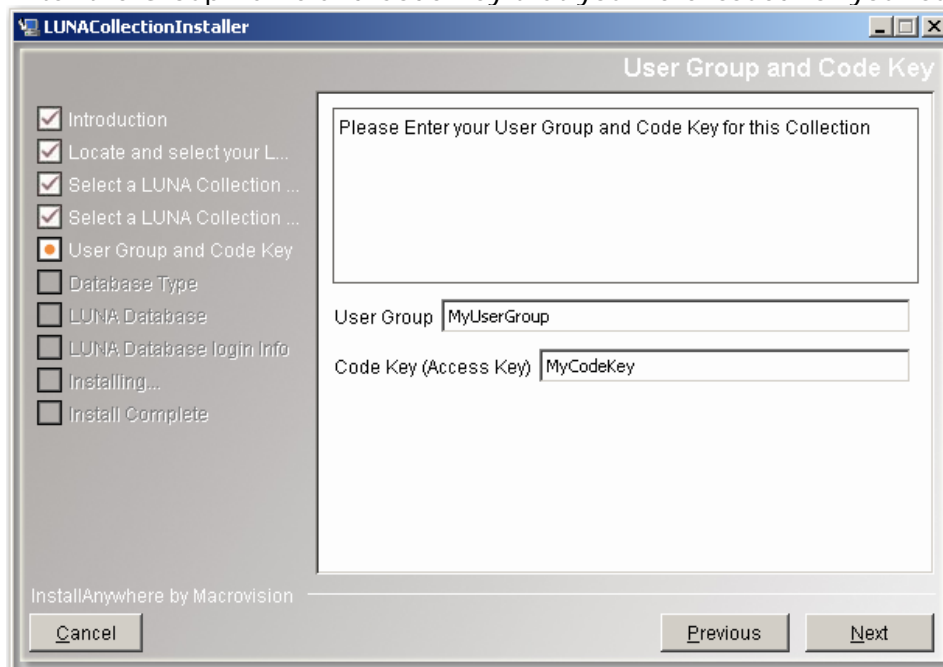 LUNACollectionInstaller
User Group and Code Key
Introduction
Locate and select your L...
Select a LUNA Collection ...
Select a LUNA Collection ...
User Group and Code Key
Database Type
LUNA Database
LUNA Database login Info
Installing...
Install Complete
Please Enter your User Group and Code Key for this Collection
User Group MyUserGroup
Code Key (Access Key) MyCodeKey
InstallAnywhere by Macrovision
Cancel
Previous
Next